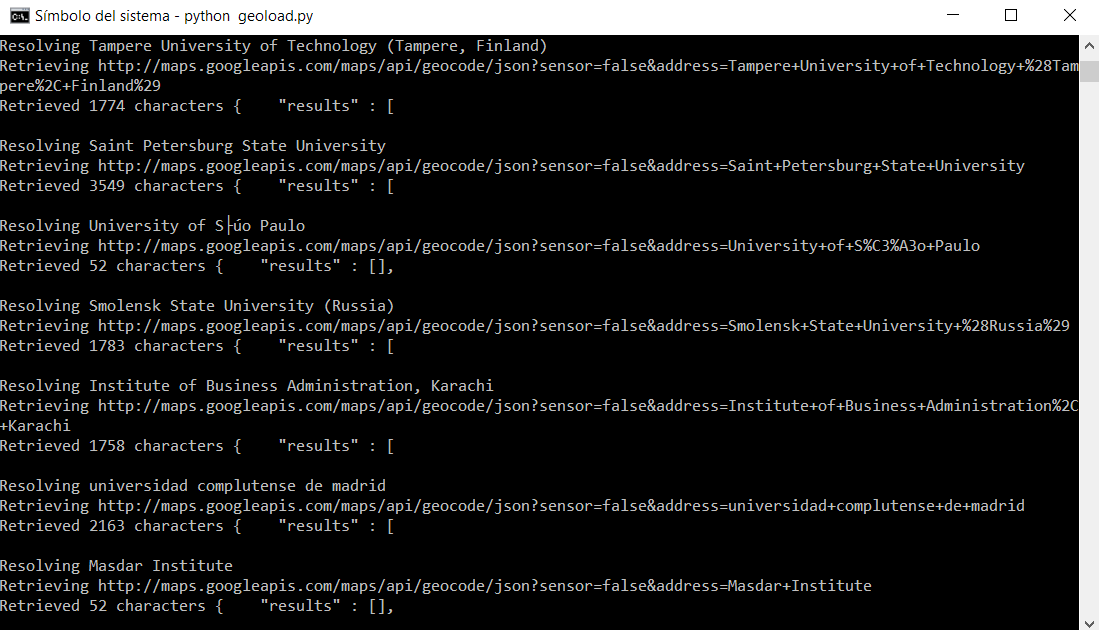 Símbolo del sistema - python  geoload.py
Resolving Tampere University of Technology (Tampere, Finland)
Retrieving http://maps.googleapis.com/maps/api/geocode/json?sensor=false&address=Tampere+University+of+Technology+%28Tam
pere%2C+Finland%29
Retrieved 1774 characters {    "results" : [
Resolving Saint Petersburg State University
Retrieving http://maps.googleapis.com/maps/api/geocode/json?sensor=false&address=Saint+Petersburg+State+University
Retrieved 3549 characters {    "results" : [
Resolving University of S├úo Paulo
Retrieving http://maps.googleapis.com/maps/api/geocode/json?sensor=false&address=University+of+S%C3%A3o+Paulo
Retrieved 52 characters {    "results" : [],
Resolving Smolensk State University (Russia)
Retrieving http://maps.googleapis.com/maps/api/geocode/json?sensor=false&address=Smolensk+State+University+%28Russia%29
Retrieved 1783 characters {    "results" : [
Resolving Institute of Business Administration, Karachi
Retrieving http://maps.googleapis.com/maps/api/geocode/json?sensor=false&address=Institute+of+Business+Administration%2C
+Karachi
Retrieved 1758 characters {    "results" : [
Resolving universidad complutense de madrid
Retrieving http://maps.googleapis.com/maps/api/geocode/json?sensor=false&address=universidad+complutense+de+madrid
Retrieved 2163 characters {    "results" : [
Resolving Masdar Institute
Retrieving http://maps.googleapis.com/maps/api/geocode/json?sensor=false&address=Masdar+Institute
Retrieved 52 characters {    "results" : [],